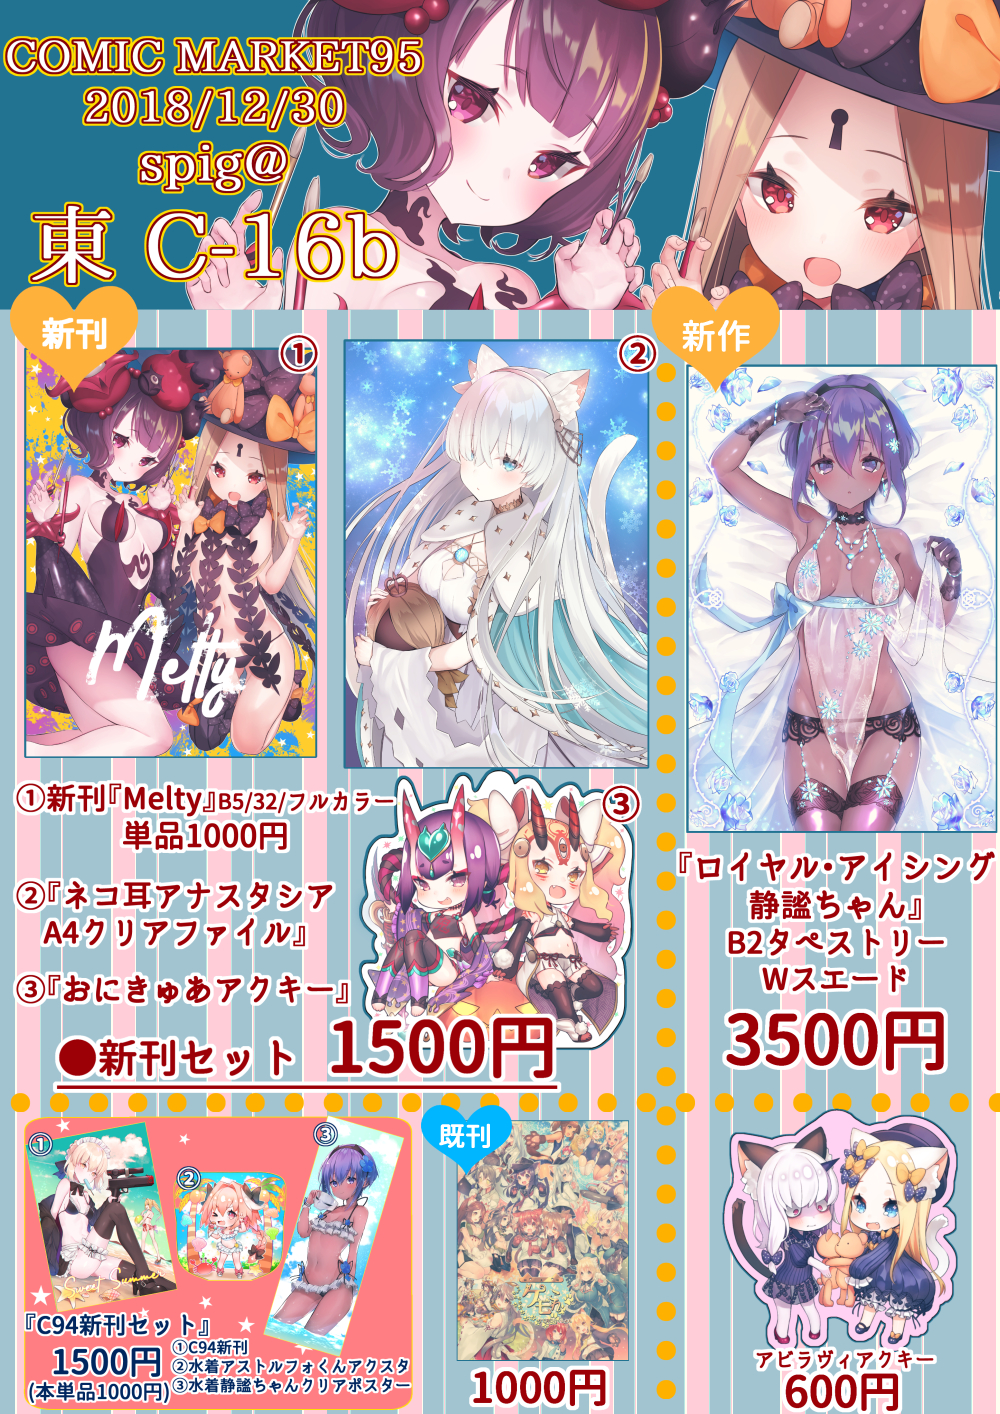 COMIC MARKET95
2018/12/30
spig@
東 C-16b
新刊
①
②
新作
Melty
①新刊『Melty』B5/32/フルカラー
単品1000円
②『ネコ耳アナスタシア
A4クリアファイル』
③『おにきゅあアクキー』
③
●新刊セット 1500円
『ロイヤル・アイシング
静謐ちゃん』
B2タペストリー
Wスエード
3500円
①
②
③
Sweet Summer
『C94新刊セット』
1500円
(本単品1000円)
①C94新刊
②水着アストルフォくんアクスタ
③水着静謐ちゃんクリアポスター
既刊
ケモミミ
1000円
アビラヴィアクキー
600円